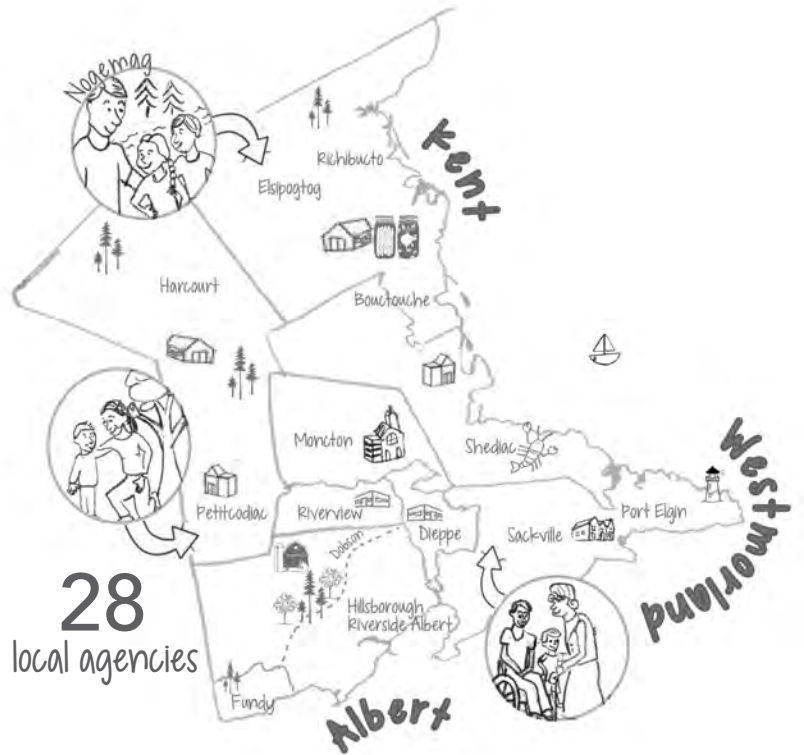 Nogemag
Kent
Richibucto
Elsipogtog
Harcourt
Bouctouche
Moncton
Shediac
Westmorland
Petitcodiac
Riverview
Dieppe
Sackville
Port Elgin
Dobson
28
local agencies
Hillsborough
Riverside Albert
Fundy
Albert